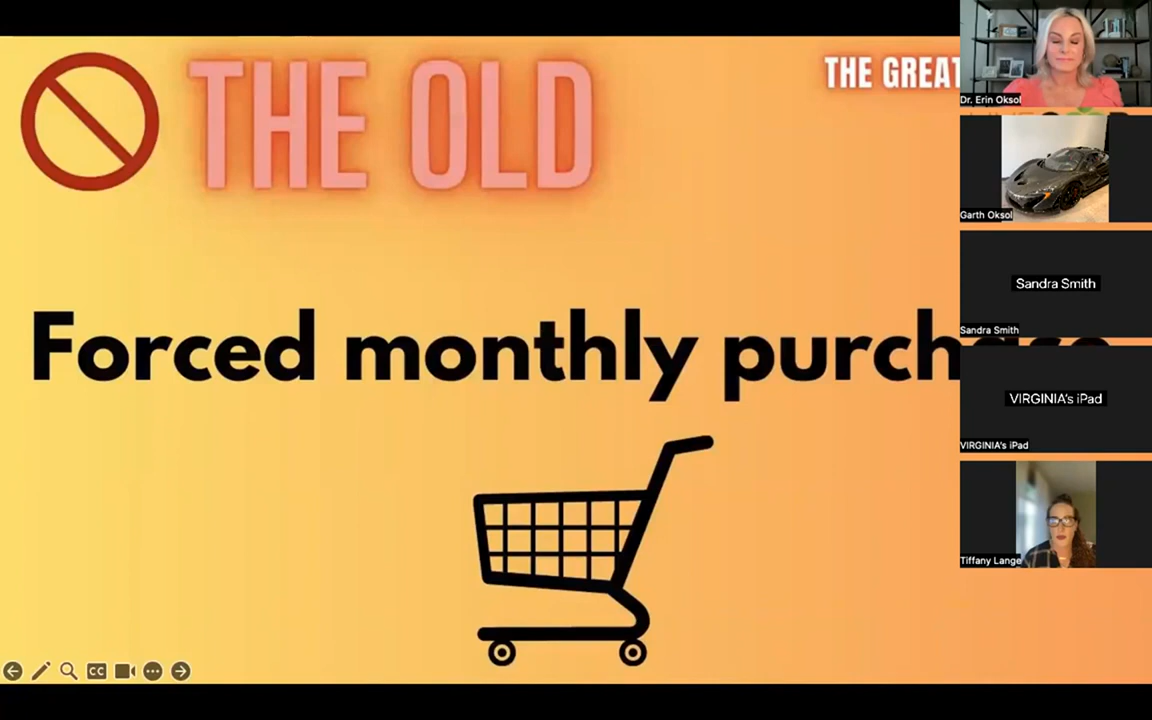 THE OLD
THE GREAT
Forced monthly purch
CC
Dr. Erin Oksol
Garth Oksol
Sandra Smith
Sandra Smith
VIRGINIA's iPad
VIRGINIA's iPad
Tiffany Lange